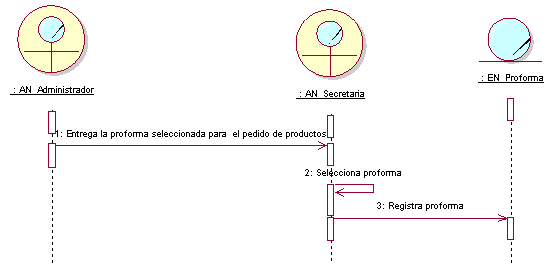 : AN_Administrador
: AN_Secretaria
: EN_Proforma
1: Entrega la proforma seleccionada para el pedido de productos
2: Selecciona proforma
3: Registra proforma